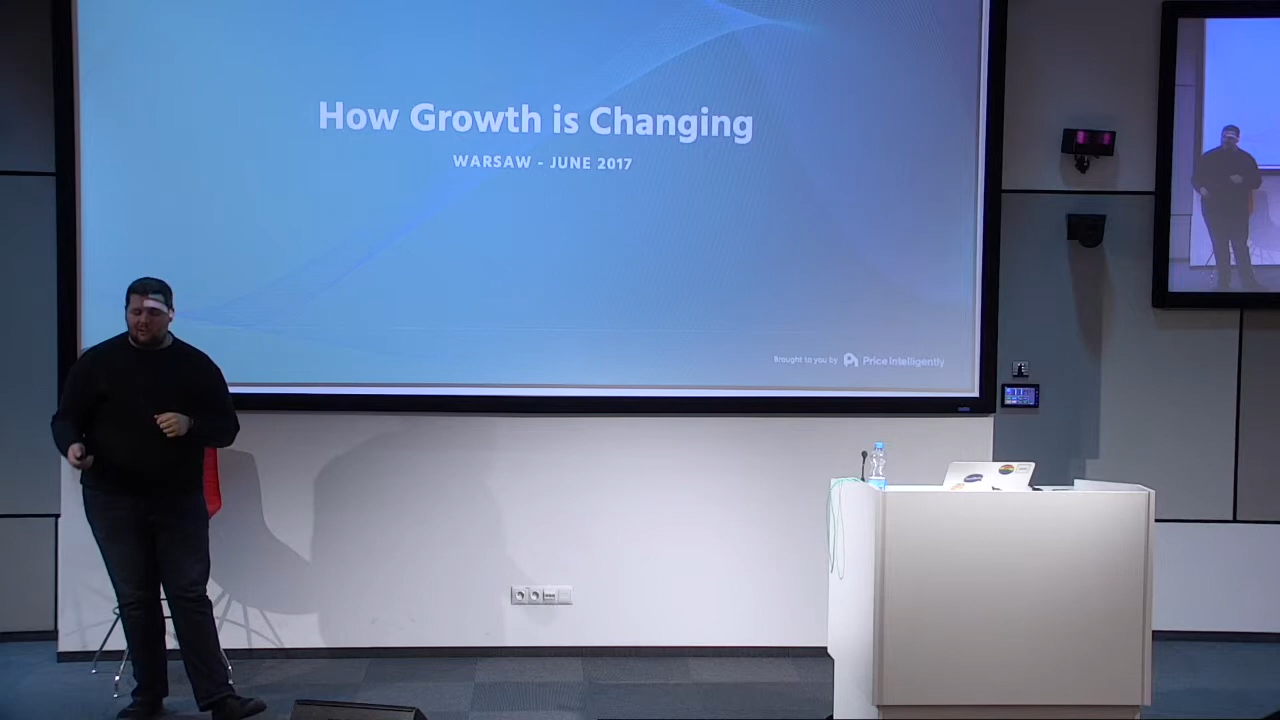 How Growth is Changing
WARSAW - JUNE 2017
Brought to you by Price Intelligently